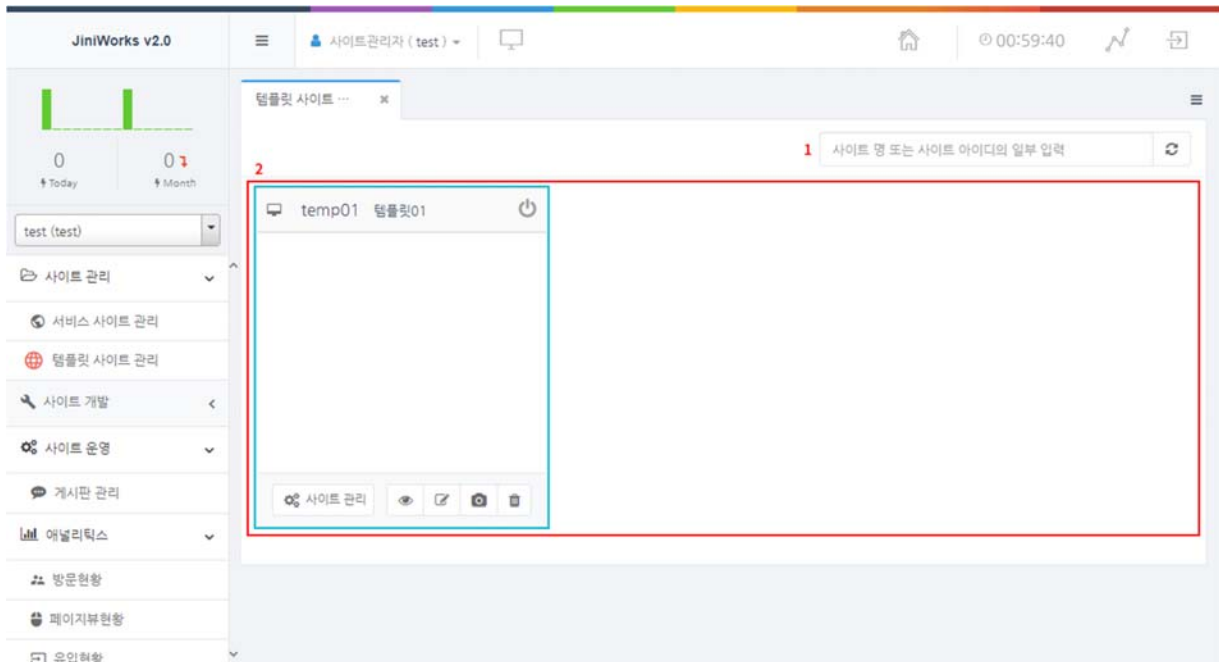 JiniWorks v2.0
사이트관리자 ( test )
00:59:40
템플릿 사이트 ···
0
0
Today
Month
1
사이트 명 또는 사이트 아이디의 일부 입력
2
temp01 템플릿01
test (test)
사이트 관리
서비스 사이트 관리
템플릿 사이트 관리
사이트 개발
사이트 운영
게시판 관리
사이트 관리
애널리틱스
방문현황
페이지뷰현황
유입현황